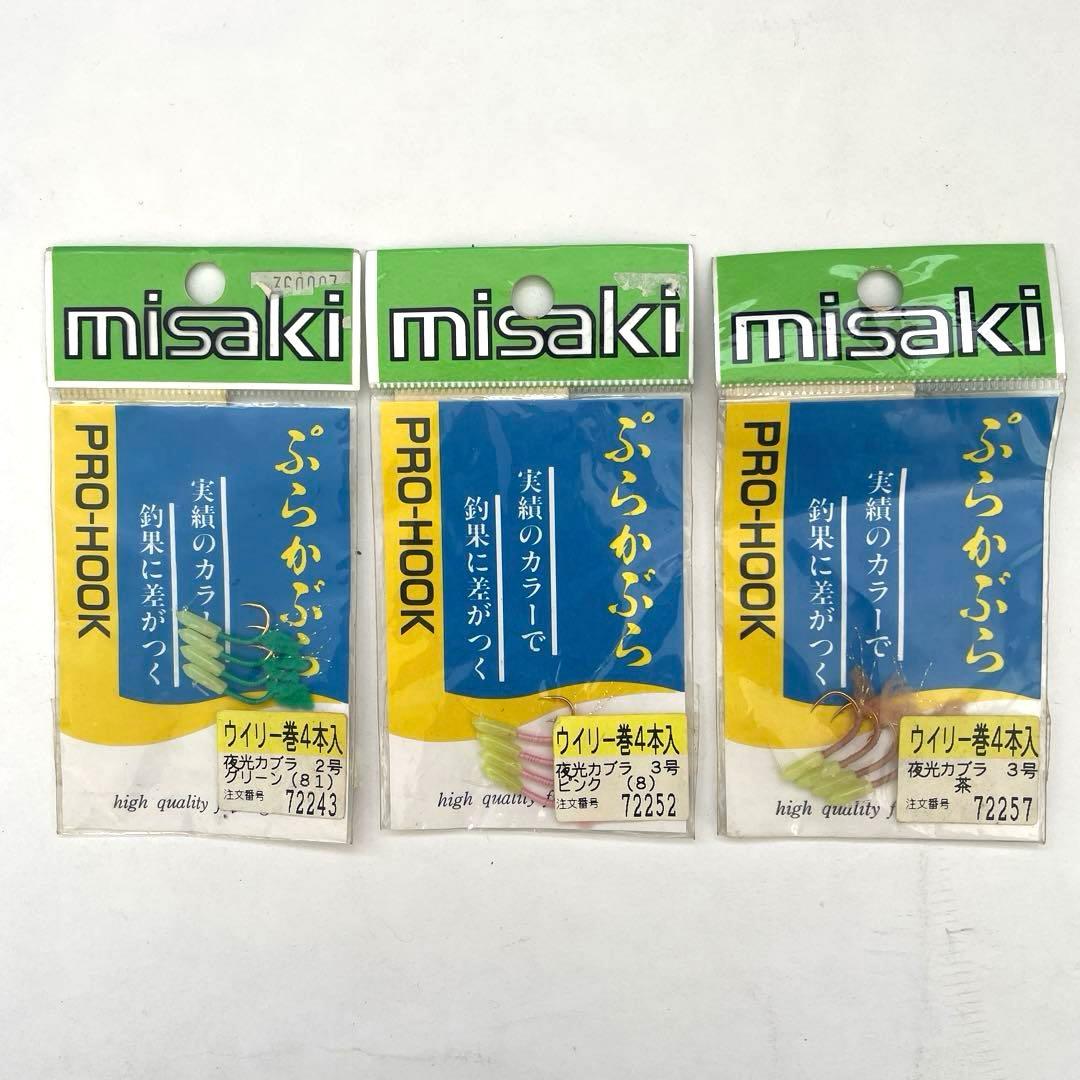 360003Z
misaki
PRO-HOOK
ぷらかぶら
実績のカラー
釣果に差がつく
ウイリー巻4本入
夜光カブラ 2号
グリーン(81)
注文番号 72243
high quality f
misaki
PRO-HOOK
ぷらかぶら
実績のカラーで
釣果に差がつく
ウイリー巻4本入
夜光カブラ 3号
ピンク (8)
注文番号 72252
high quality f
misaki
PRO-HOOK
ぷらかぶら
実績のカラーで
釣果に差がつく
ウイリー巻4本入
夜光カブラ 3号
茶
注文番号 72257
high quality f